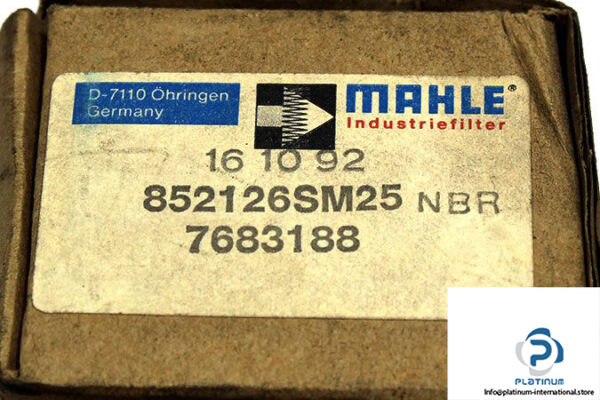 D-7110 Öhringen
Germany
MAHLE®
Industriefilter
16 10 92
852126SM25 NBR
7683188
PLATINUM
Info@platinum-international.store